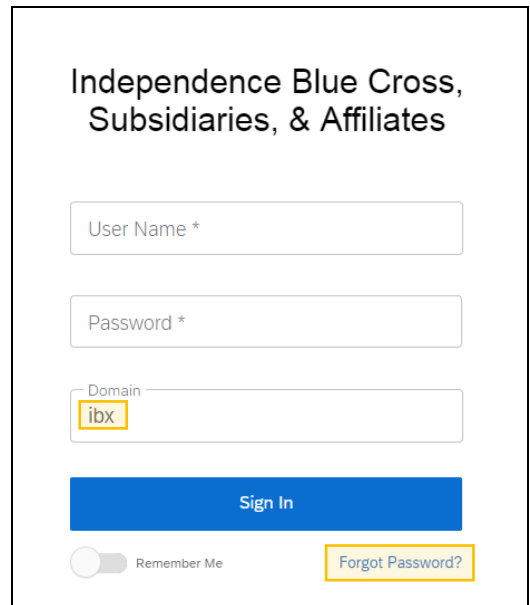 Independence Blue Cross,
Subsidiaries, & Affiliates
User Name *
Password *
Domain
ibx
Sign In
Remember Me
Forgot Password?